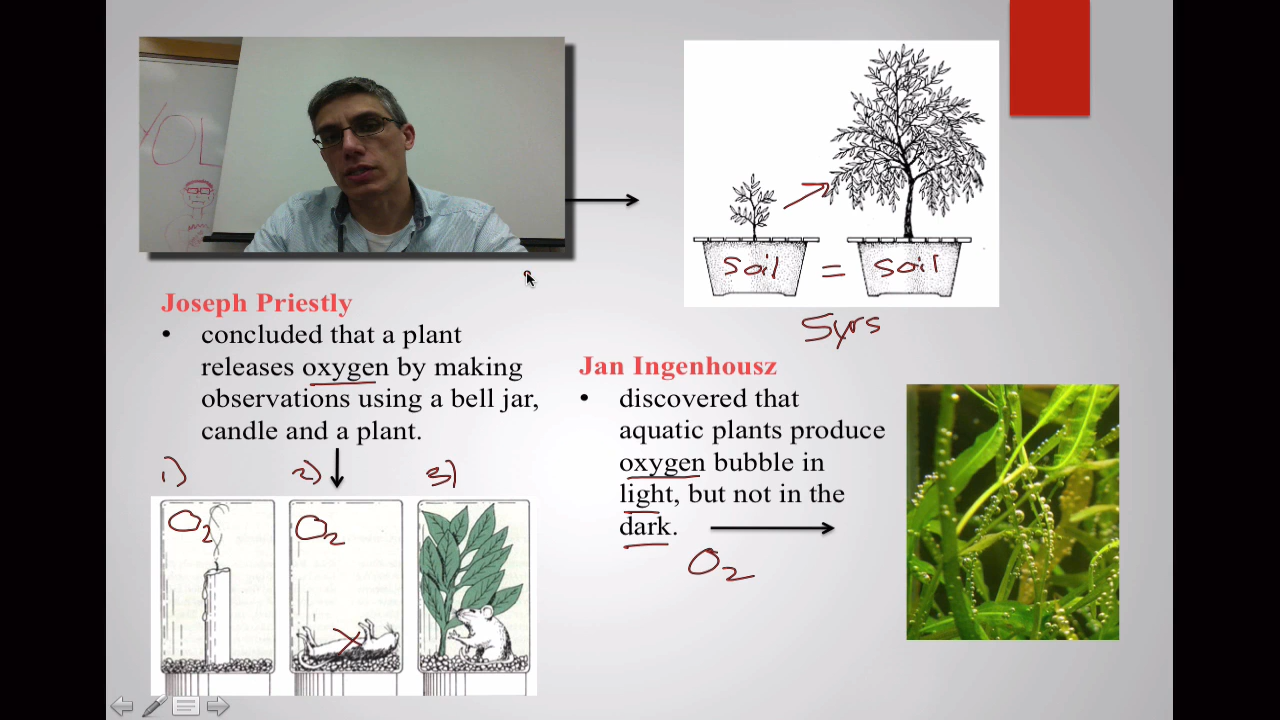 YOL
soil = soil
5yrs
Joseph Priestly
• concluded that a plant
releases oxygen by making
observations using a bell jar,
candle and a plant.
Jan Ingenhousz
• discovered that
aquatic plants produce
oxygen bubble in
light, but not in the
dark.
O2
1) 2) 3)
O2 O2